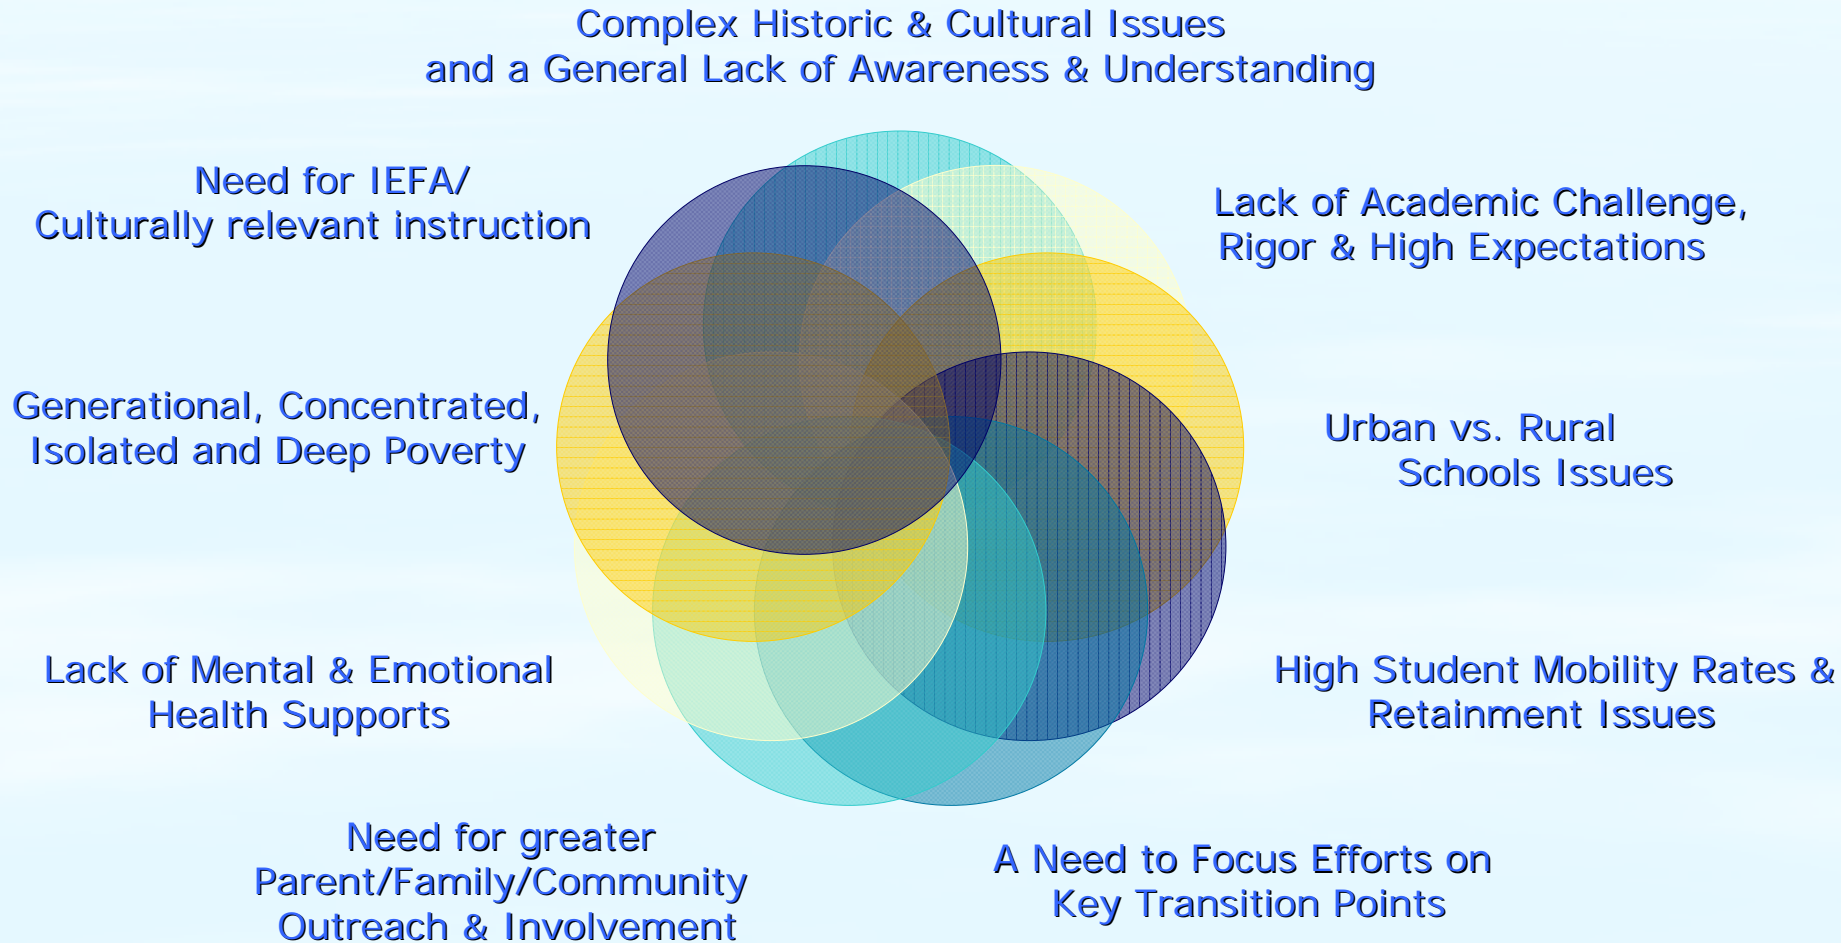 Complex Historic & Cultural Issues
and a General Lack of Awareness & Understanding
Need for IEFA/
Culturally relevant instruction
Lack of Academic Challenge,
Rigor & High Expectations
Generational, Concentrated,
Isolated and Deep Poverty
Urban vs. Rural
Schools Issues
Lack of Mental & Emotional
Health Supports
High Student Mobility Rates &
Retainment Issues
Need for greater
Parent/Family/Community
Outreach & Involvement
A Need to Focus Efforts on
Key Transition Points